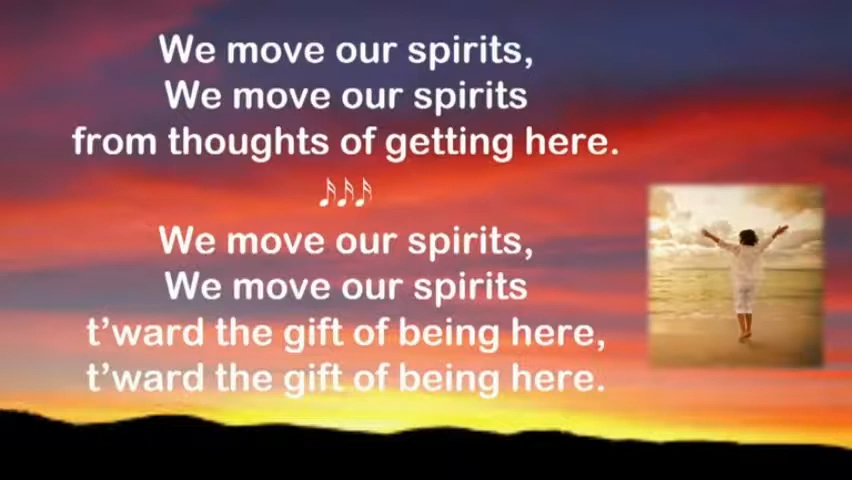 We move our spirits,
We move our spirits
from thoughts of getting here.
We move our spirits,
We move our spirits
t’ward the gift of being here,
t’ward the gift of being here.